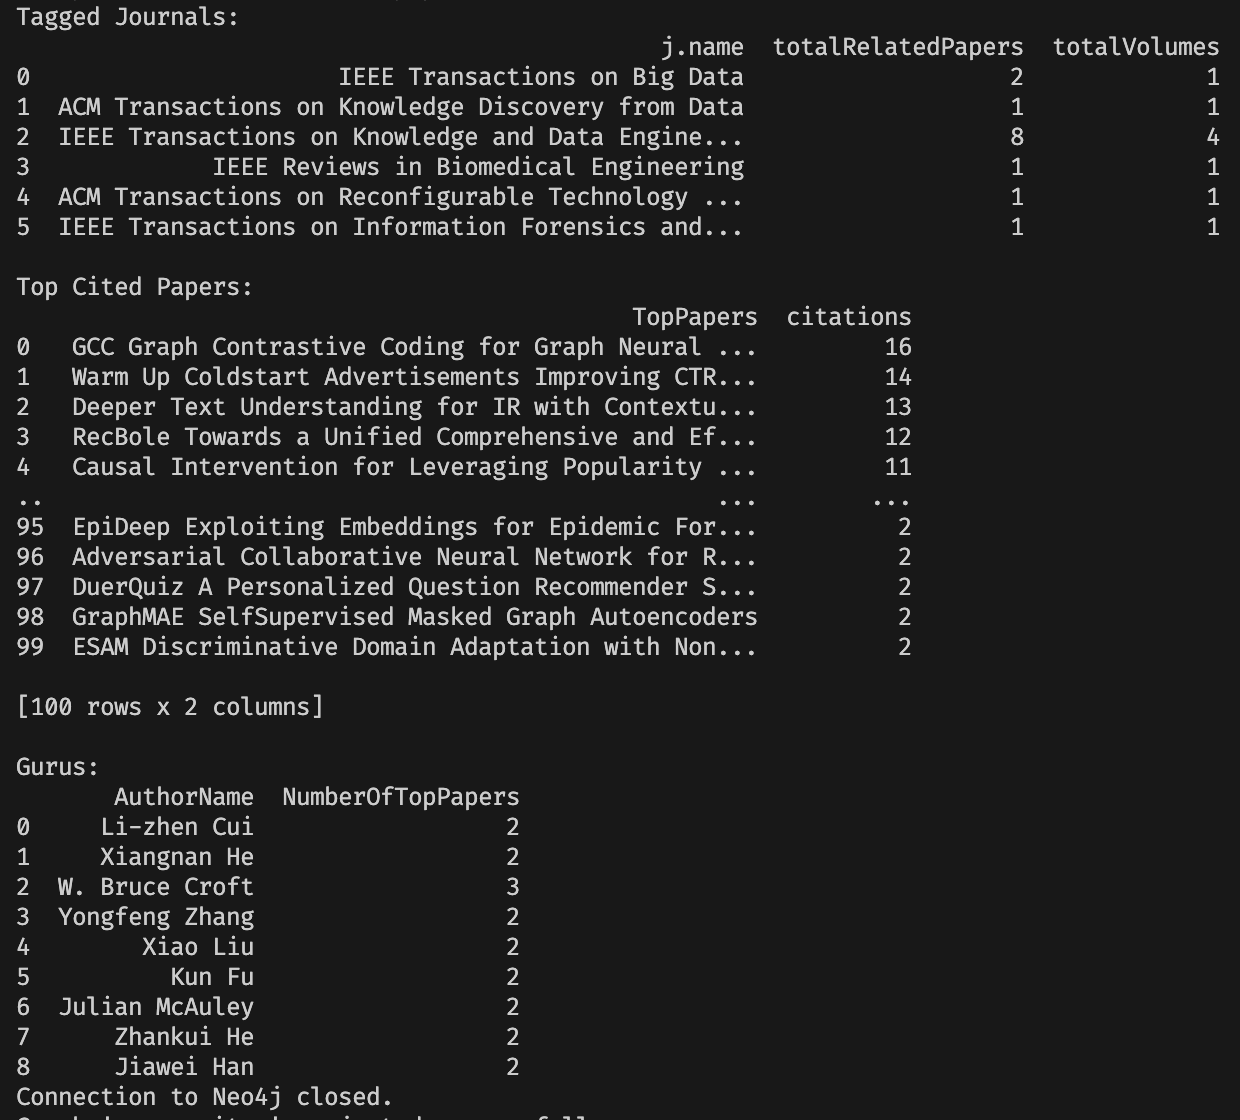 Tagged Journals:
j.name totalRelatedPapers totalVolumes
0 IEEE Transactions on Big Data 2 1
1 ACM Transactions on Knowledge Discovery from Data 1 1
2 IEEE Transactions on Knowledge and Data Engine... 8 4
3 IEEE Reviews in Biomedical Engineering 1 1
4 ACM Transactions on Reconfigurable Technology ... 1 1
5 IEEE Transactions on Information Forensics and... 1 1
Top Cited Papers:
TopPapers citations
0 GCC Graph Contrastive Coding for Graph Neural ... 16
1 Warm Up Coldstart Advertisements Improving CTR... 14
2 Deeper Text Understanding for IR with Contextu... 13
3 RecBole Towards a Unified Comprehensive and Ef... 12
4 Causal Intervention for Leveraging Popularity ... 11
.. ... ...
95 EpiDeep Exploiting Embeddings for Epidemic For... 2
96 Adversarial Collaborative Neural Network for R... 2
97 DuerQuiz A Personalized Question Recommender S... 2
98 GraphMAE SelfSupervised Masked Graph Autoencoders 2
99 ESAM Discriminative Domain Adaptation with Non... 2
[100 rows x 2 columns]
Gurus:
AuthorName NumberOfTopPapers
0 Li-zhen Cui 2
1 Xiangnan He 2
2 W. Bruce Croft 3
3 Yongfeng Zhang 2
4 Xiao Liu 2
5 Kun Fu 2
6 Julian McAuley 2
7 Zhankui He 2
8 Jiawei Han 2
Connection to Neo4j closed.